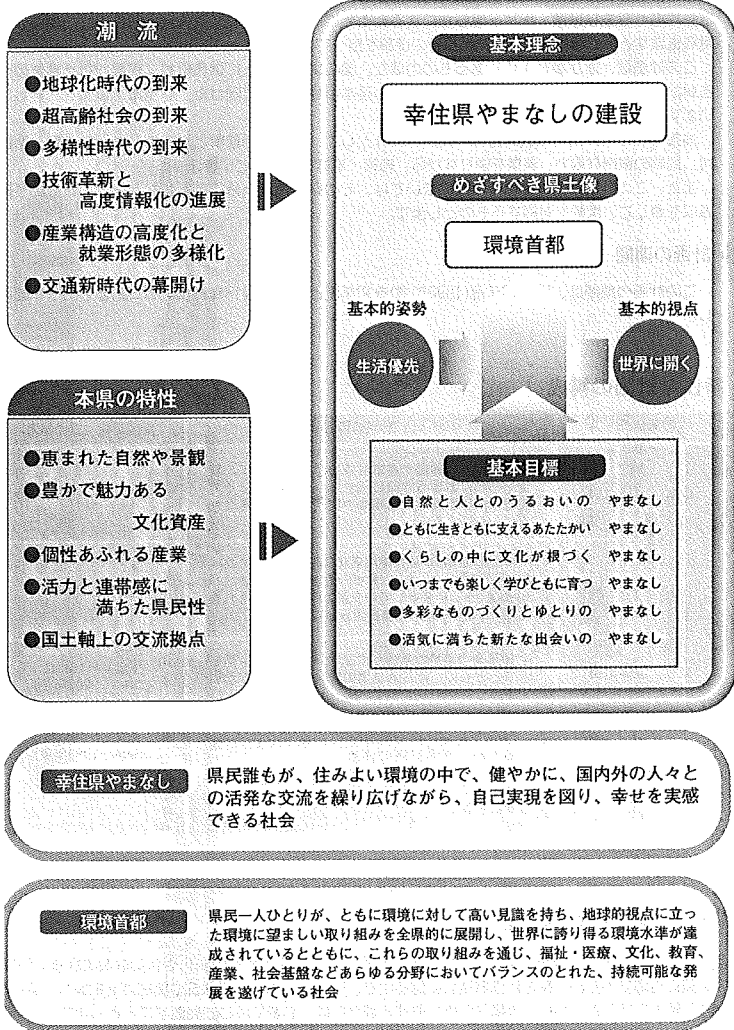 潮 流
●地球化時代の到来
●超高齢社会の到来
●多様性時代の到来
●技術革新と
高度情報化の進展
●産業構造の高度化と
就業形態の多様化
●交通新時代の幕開け
本県の特性
●恵まれた自然や景観
●豊かで魅力ある
文化資産
●個性あふれる産業
●活力と連帯感に
満ちた県民性
●国土軸上の交流拠点
基本理念
幸住県やまなしの建設
めざすべき県土像
環境首都
基本的姿勢
生活優先
基本的視点
世界に開く
基本目標
●自然と人とのうるおいの やまなし
●ともに生きともに支えるあたたかい やまなし
●くらしの中に文化が根づく やまなし
●いつまでも楽しく学びともに育つ やまなし
●多彩なものづくりとゆとりの やまなし
●活気に満ちた新たな出会いの やまなし
幸住県やまなし
県民誰もが、住みよい環境の中で、健やかに、国内外の人々と
の活発な交流を繰り広げながら、自己実現を図り、幸せを実感
できる社会
環境首都
県民一人ひとりが、ともに環境に対して高い見識を持ち、地球的視点に立っ
た環境に望ましい取り組みを全県的に展開し、世界に誇り得る環境水準が達
成されているとともに、これらの取り組みを通じ、福祉・医療、文化、教育、
産業、社会基盤などあらゆる分野においてバランスのとれた、持続可能な発
展を遂げている社会